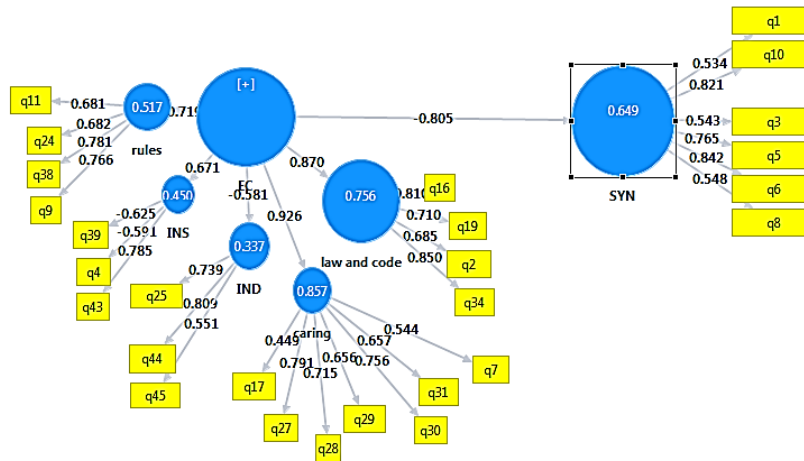 q1
[+]
q10
0.534
0.821
q11
0.681
0.517
0.719
0.649
-0.805
0.543
q3
q24
0.682
0.781
0.766
rules
0.765
q5
q38
0.842
q6
q9
0.671
EC
-0.581
0.870
0.548
q8
SYN
0.450
0.756
0.810
q16
-0.625
-0.591
0.785
q39
INS
0.926
0.710
q19
q4
0.337
law and code
0.685
0.850
q2
q43
0.739
q25
IND
0.857
q34
0.809
0.551
caring
0.544
q44
0.449
0.791
0.715
0.656
0.657
0.756
q7
q45
q17
q31
q27
q29
q30
q28